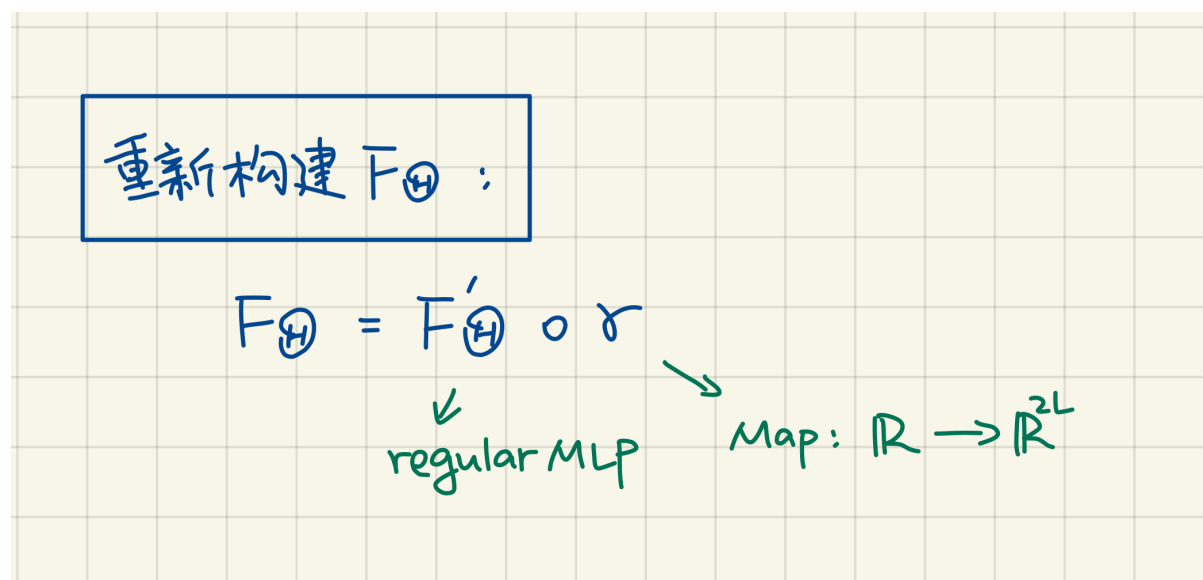 重新构建 FΘ :
FΘ = F'Θ ∘ γ
regular MLP
Map: ℝ → ℝ^2L